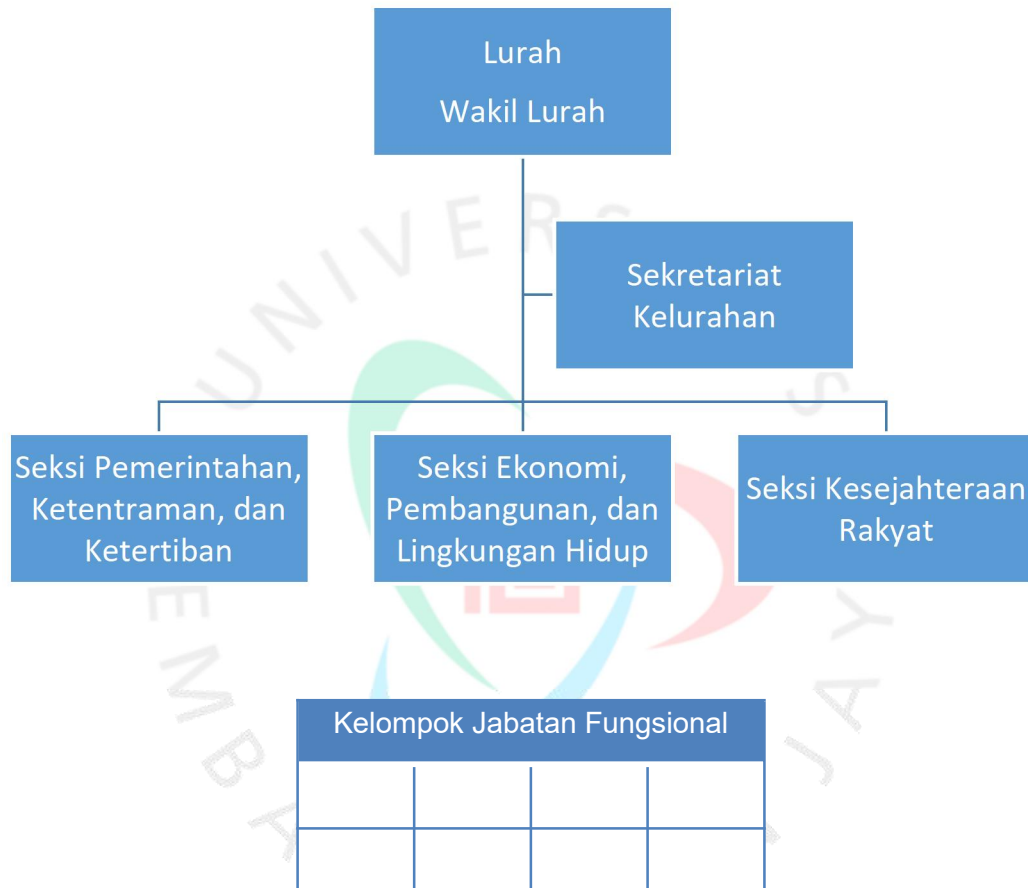 Lurah
Wakil Lurah
Sekretariat
Kelurahan
Seksi Pemerintahan,
Ketentraman, dan
Ketertiban
Seksi Ekonomi,
Pembangunan, dan
Lingkungan Hidup
Seksi Kesejahteraan
Rakyat
Kelompok Jabatan Fungsional